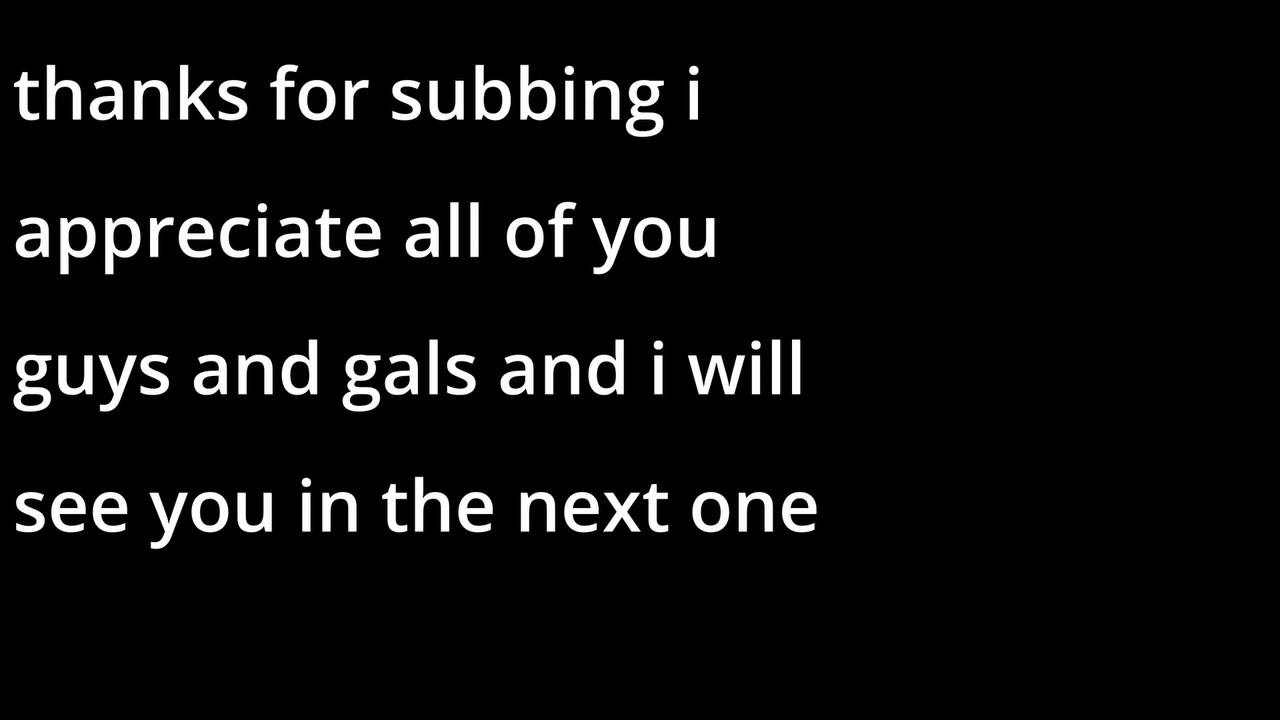 thanks for subbing i
appreciate all of you
guys and gals and i will
see you in the next one